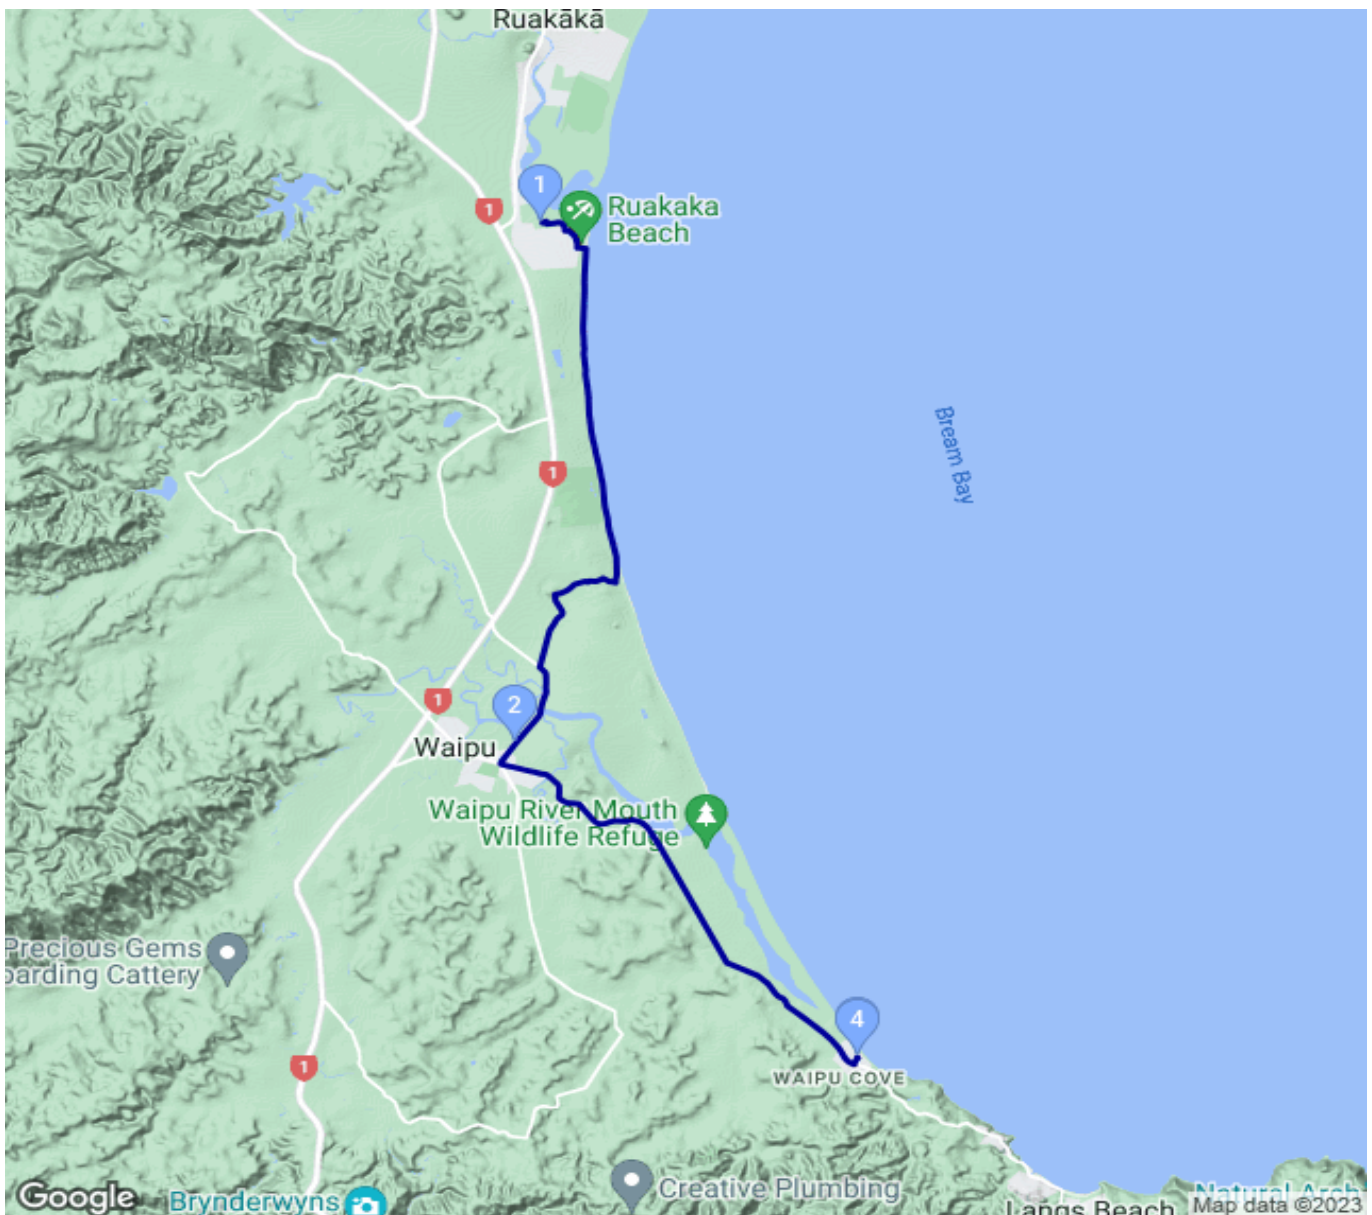 Ruakākā
1
1
Ruakaka
Beach
Bream Bay
1
1
2
Waipu
Waipu River Mouth
Wildlife Refuge
Precious Gems
oarding Cattery
4
1
WAIPU COVE
Creative Plumbing
Brynderwyns
Langs Beach
Natural Arch
Google
Map data ©2023